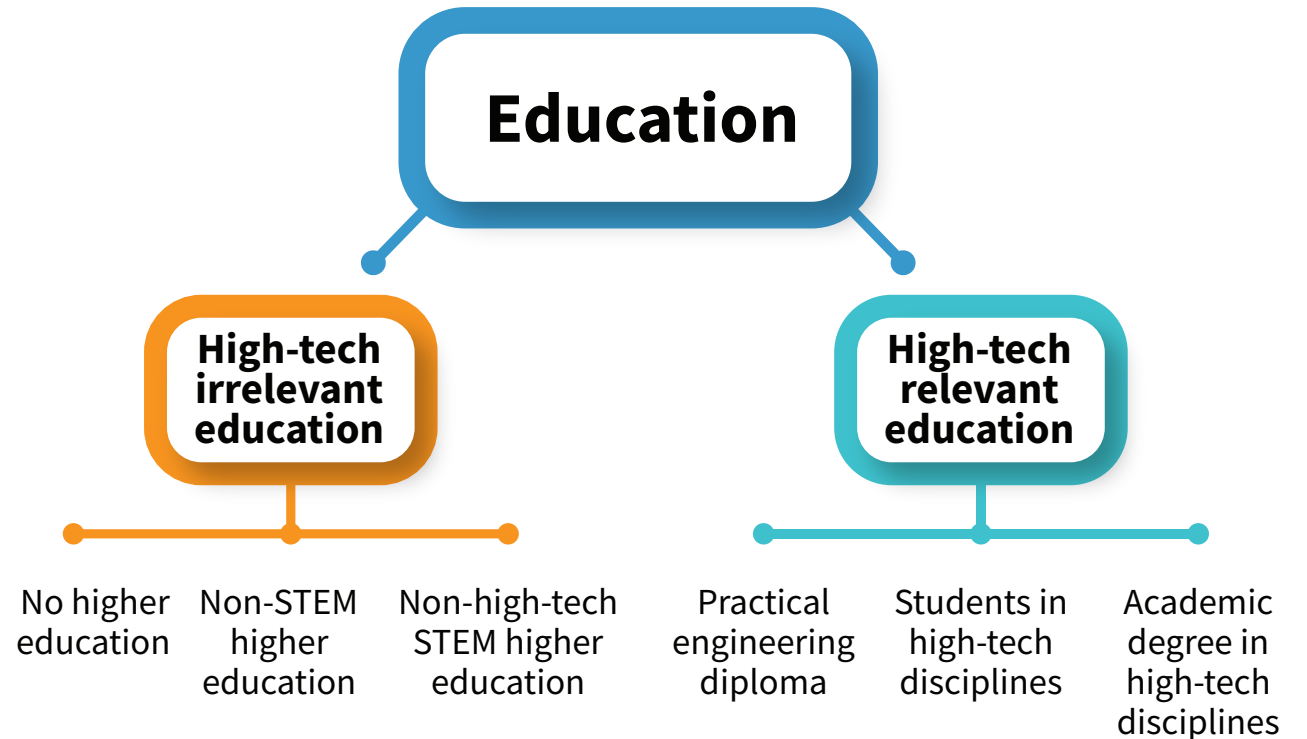 Education
High-tech
irrelevant
education
High-tech
relevant
education
No higher
education
Non-STEM
higher
education
Non-high-tech
STEM higher
education
Practical
engineering
diploma
Students in
high-tech
disciplines
Academic
degree in
high-tech
disciplines